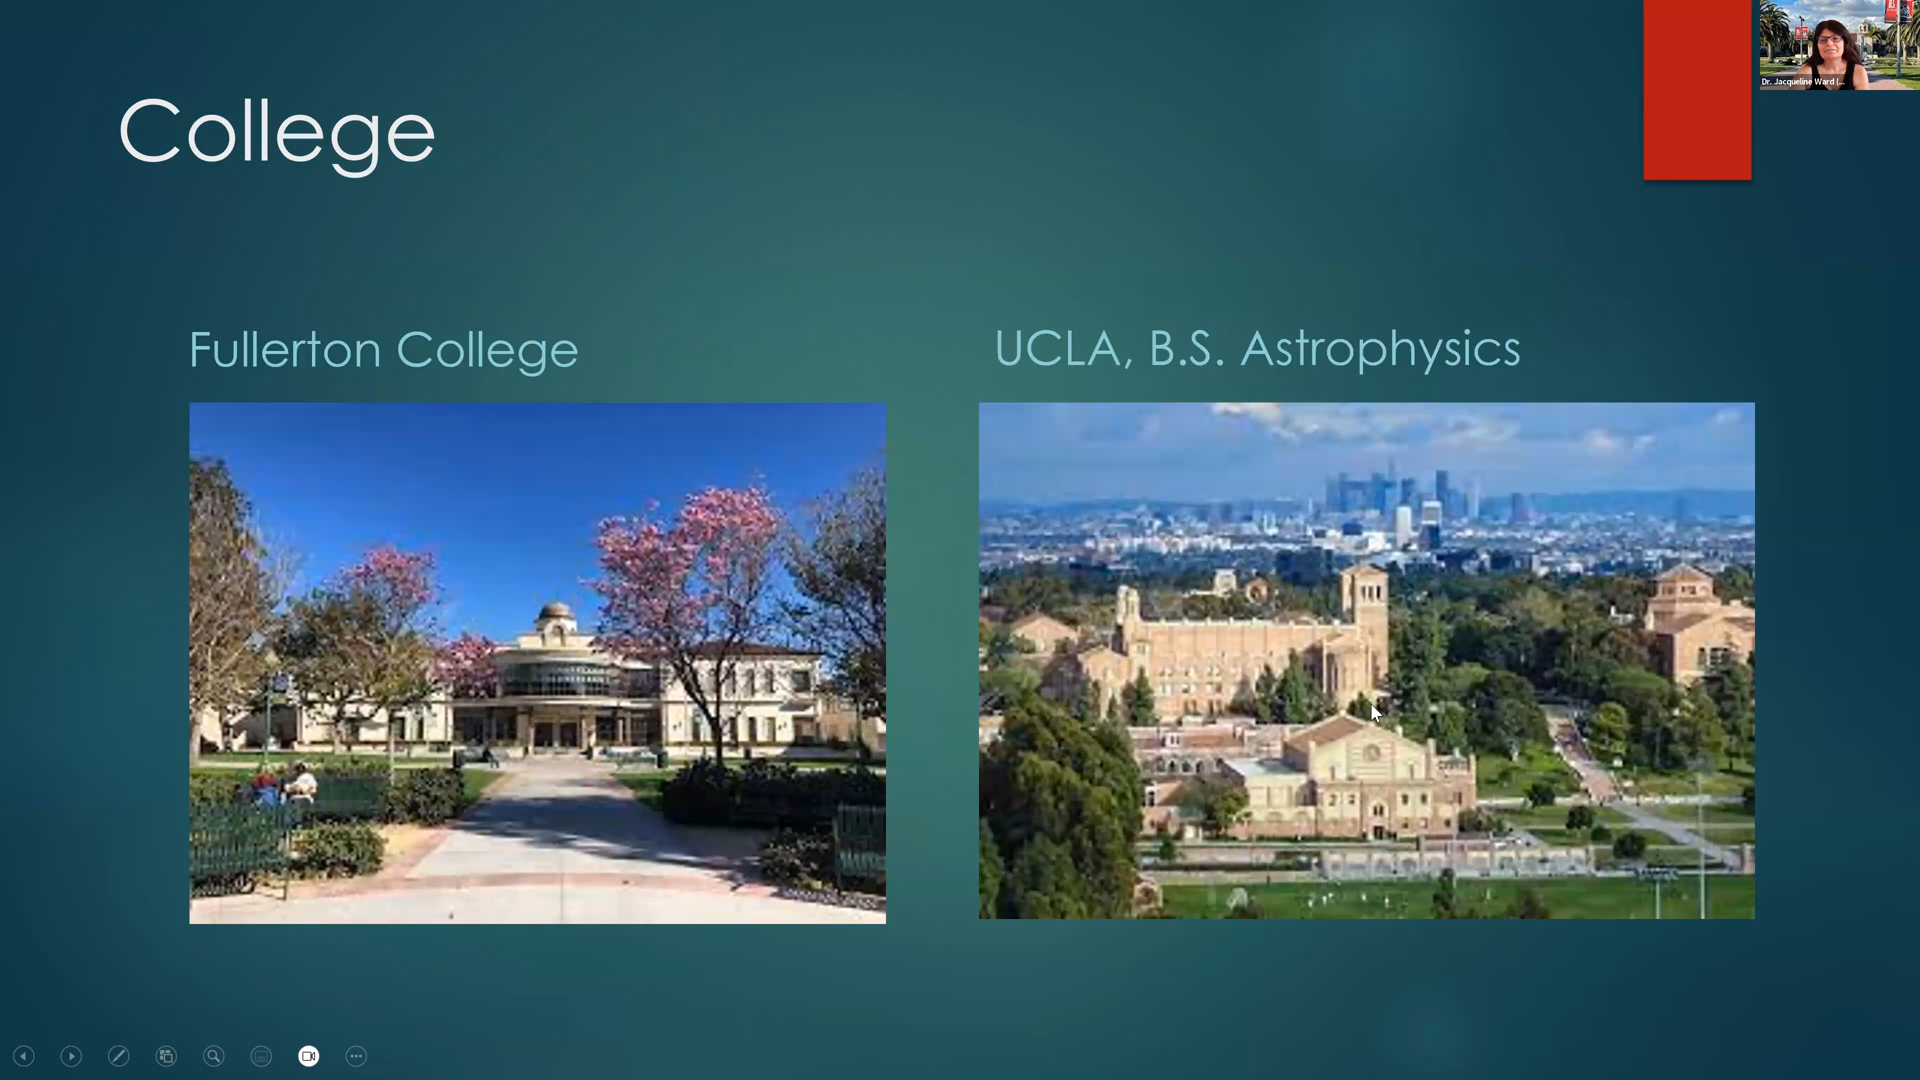 College
Dr. Jacqueline Ward (...
Fullerton College
UCLA, B.S. Astrophysics